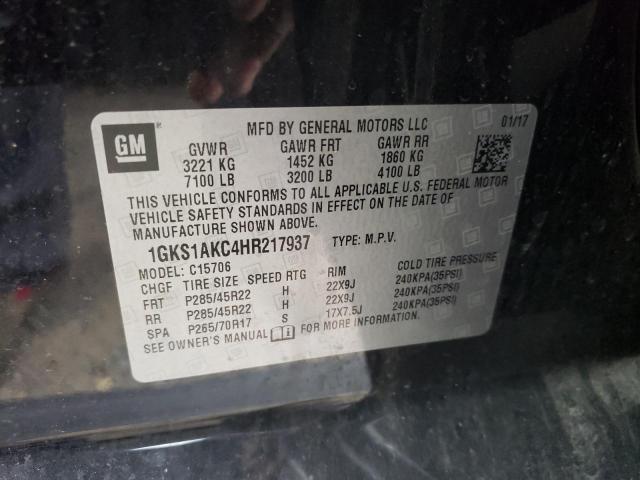 MFD BY GENERAL MOTORS LLC 01/17
GM
GVWR GAWR FRT GAWR RR
3221 KG 1452 KG 1860 KG
7100 LB 3200 LB 4100 LB
THIS VEHICLE CONFORMS TO ALL APPLICABLE U.S. FEDERAL MOTOR
VEHICLE SAFETY STANDARDS IN EFFECT ON THE DATE OF
MANUFACTURE SHOWN ABOVE.
1GKS1AKC4HR217937 TYPE: M.P.V.
MODEL: C15706
CHGF TIRE SIZE SPEED RTG RIM COLD TIRE PRESSURE
FRT P285/45R22 H 22X9J 240KPA(35PSI)
RR P285/45R22 H 22X9J 240KPA(35PSI)
SPA P265/70R17 S 17X7.5J 240KPA(35PSI)
SEE OWNER'S MANUAL FOR MORE INFORMATION.